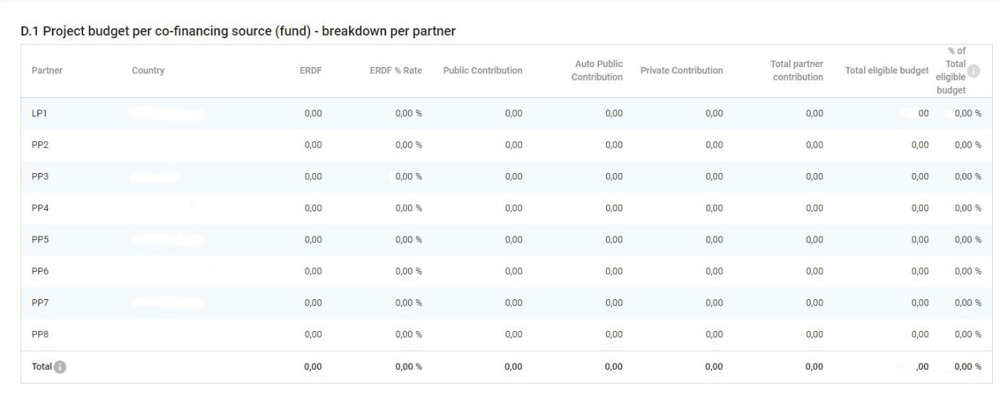 D.1 Project budget per co-financing source (fund) - breakdown per partner
Partner Country ERDF ERDF % Rate Public Contribution Auto Public Contribution Private Contribution Total partner contribution Total eligible budget % of Total eligible budget
LP1 0,00 0,00 % 0,00 0,00 0,00 0,00 00 0,00 %
PP2 0,00 0,00 % 0,00 0,00 0,00 0,00 0,00 0,00 %
PP3 0,00 0,00 % 0,00 0,00 0,00 0,00 0,00 0,00 %
PP4 0,00 0,00 % 0,00 0,00 0,00 0,00 0,00 0,00 %
PP5 0,00 0,00 % 0,00 0,00 0,00 0,00 0,00 0,00 %
PP6 0,00 0,00 % 0,00 0,00 0,00 0,00 0,00 0,00 %
PP7 0,00 0,00 % 0,00 0,00 0,00 0,00 0,00 0,00 %
PP8 0,00 0,00 % 0,00 0,00 0,00 0,00 0,00 0,00 %
Total 0,00 0,00 % 0,00 0,00 0,00 0,00 ,00 0,00 %